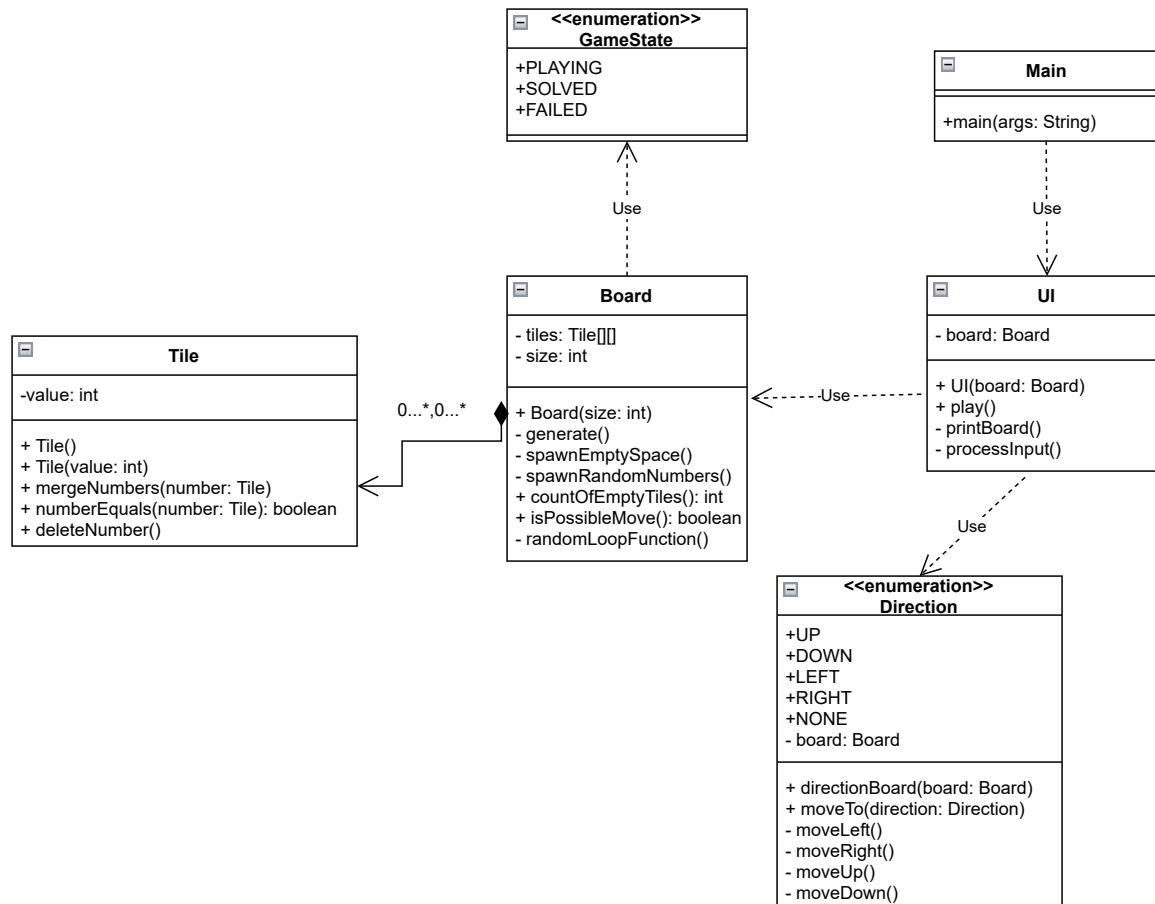 <<enumeration>>
GameState
+PLAYING
+SOLVED
+FAILED
Main
+main(args: String)
Use
Use
Board
- tiles: Tile[][]
- size: int
+ Board(size: int)
- generate()
- spawnEmptySpace()
- spawnRandomNumbers()
+ countOfEmptyTiles(): int
+ isPossibleMove(): boolean
- randomLoopFunction()
UI
- board: Board
+ UI(board: Board)
+ play()
- printBoard()
- processInput()
Tile
-value: int
+ Tile()
+ Tile(value: int)
+ mergeNumbers(number: Tile)
+ numberEquals(number: Tile): boolean
+ deleteNumber()
0...*,0...*
Use
Use
<<enumeration>>
Direction
+UP
+DOWN
+LEFT
+RIGHT
+NONE
- board: Board
+ directionBoard(board: Board)
+ moveTo(direction: Direction)
- moveLeft()
- moveRight()
- moveUp()
- moveDown()